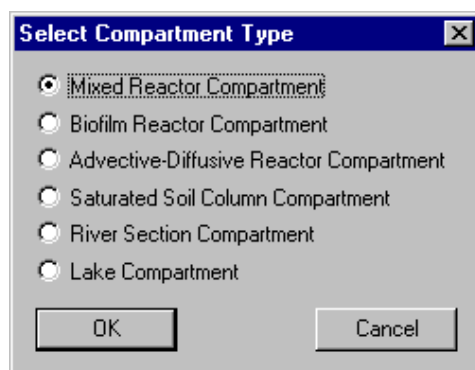 Select Compartment Type
Mixed Reactor Compartment
Biofilm Reactor Compartment
Advective-Diffusive Reactor Compartment
Saturated Soil Column Compartment
River Section Compartment
Lake Compartment
OK Cancel